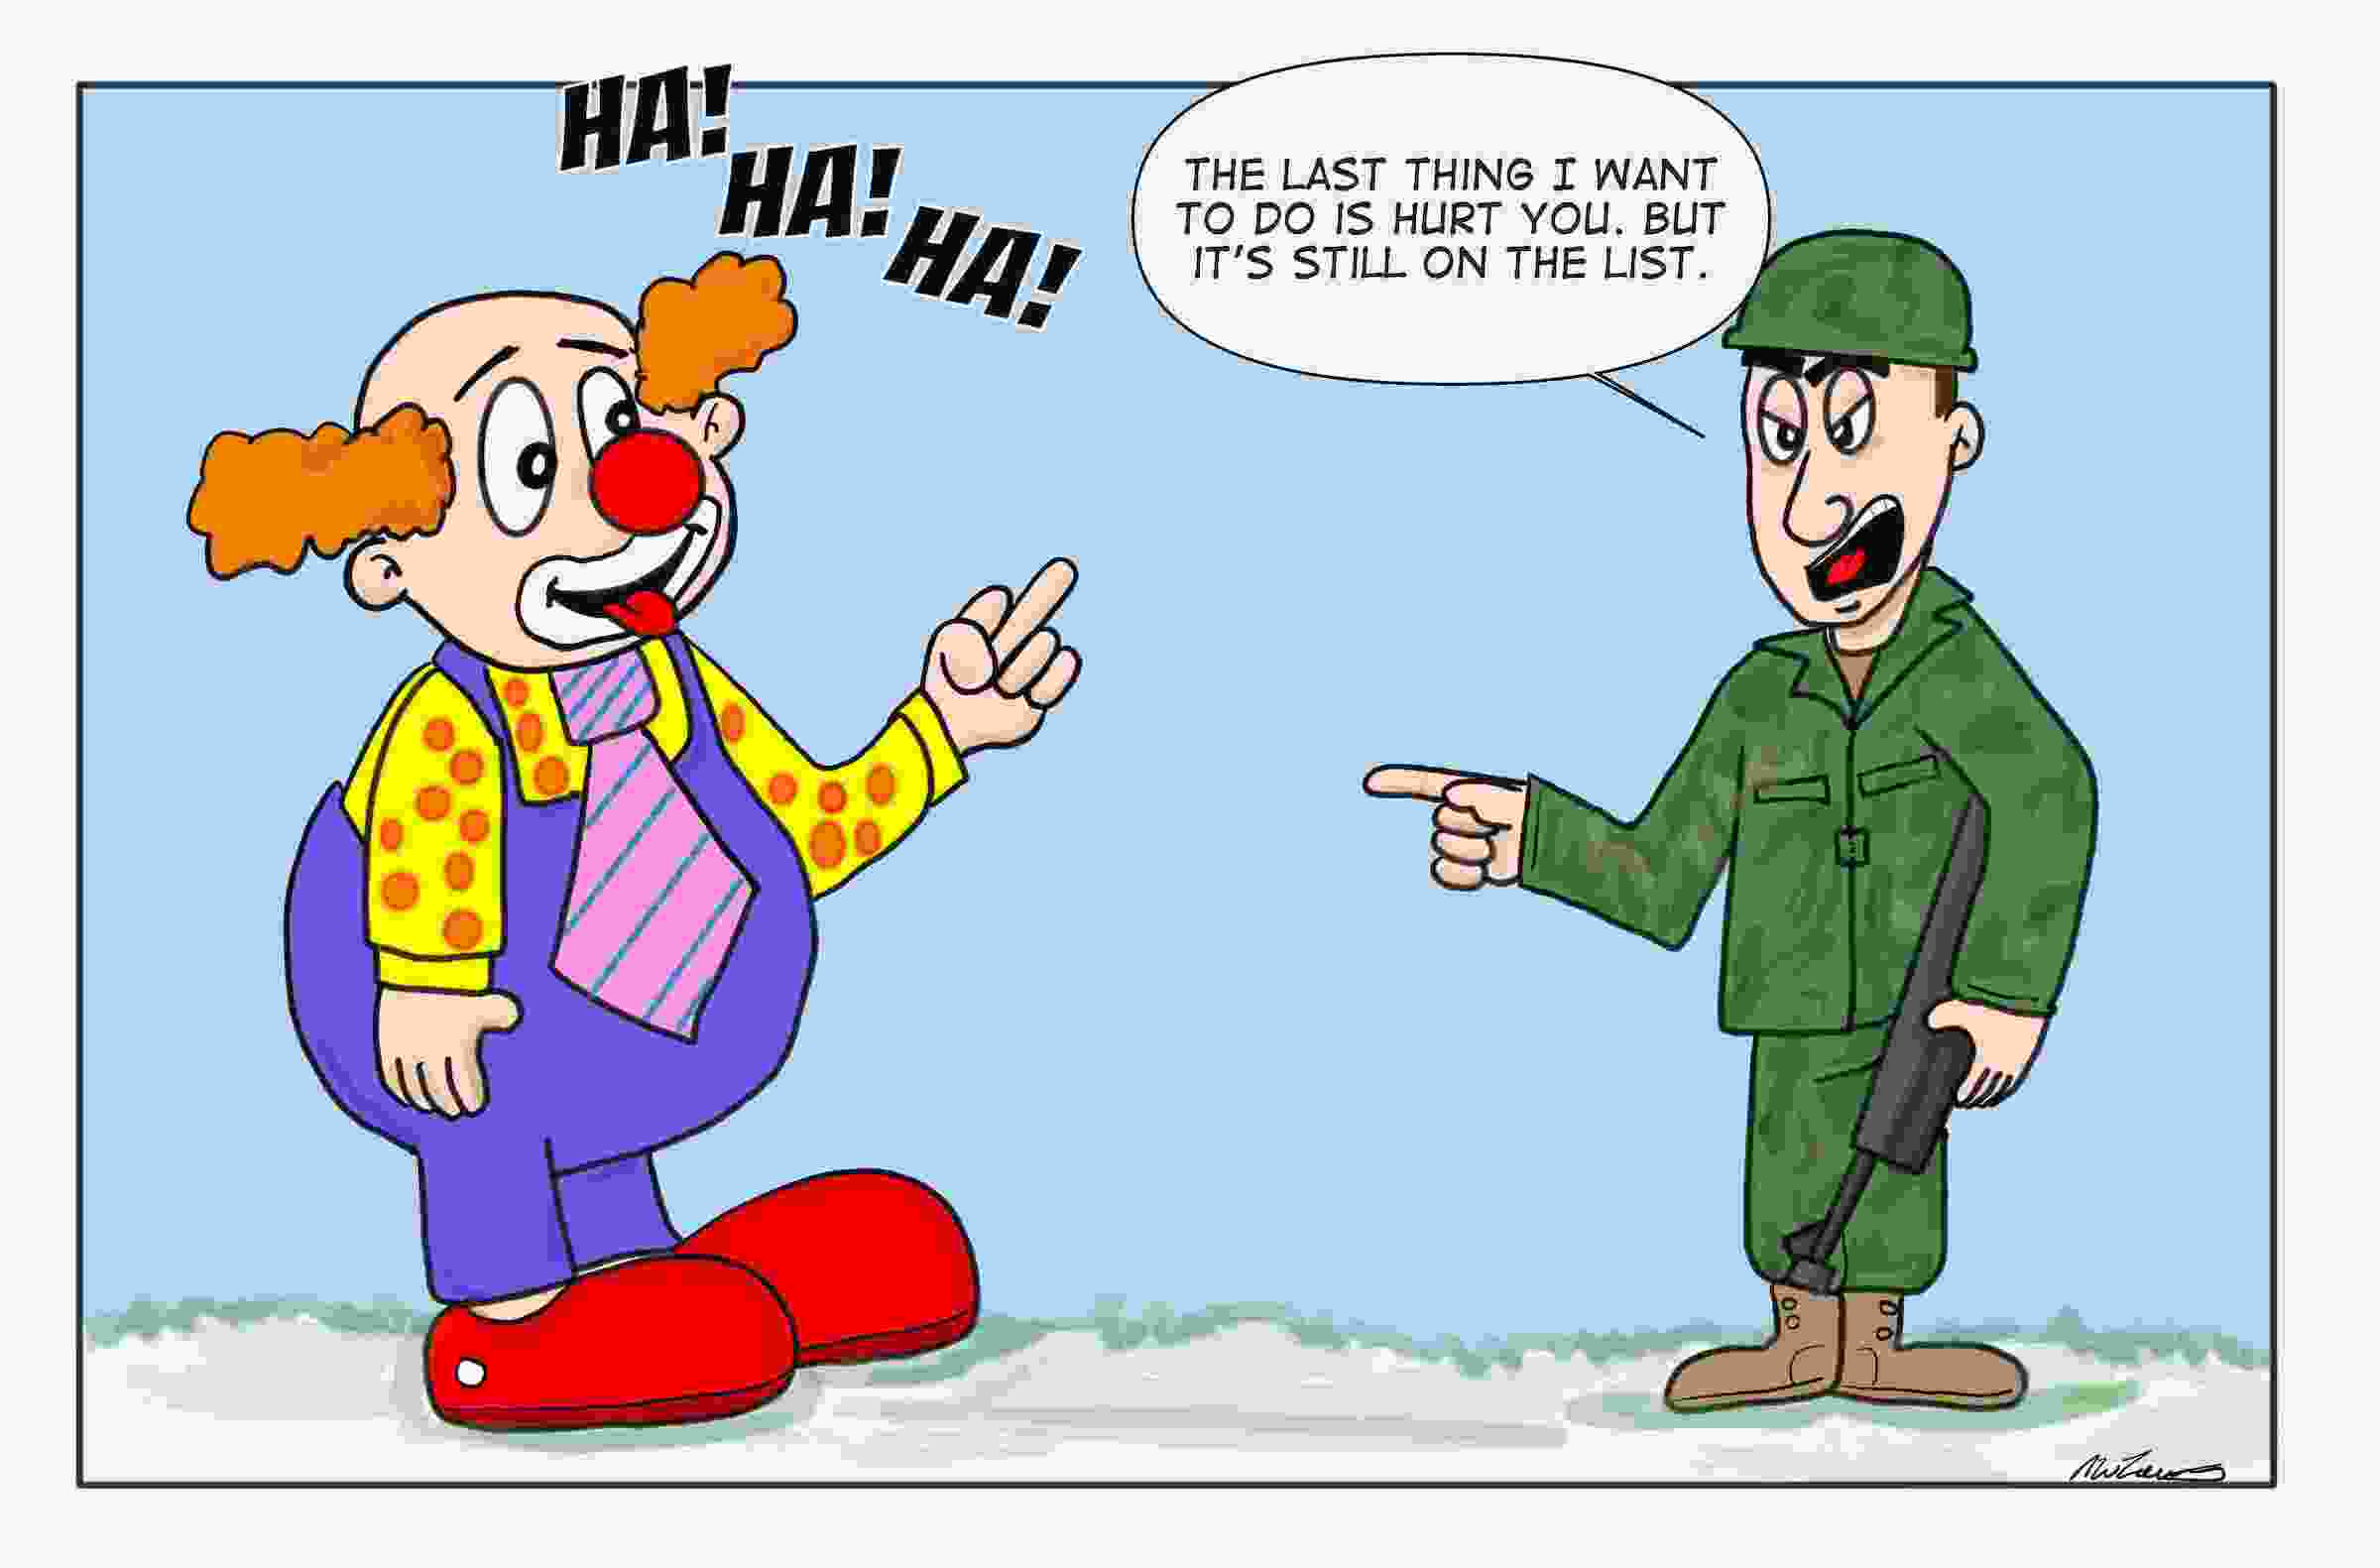 HA!
HA!
HA!
THE LAST THING I WANT
TO DO IS HURT YOU. BUT
IT'S STILL ON THE LIST.